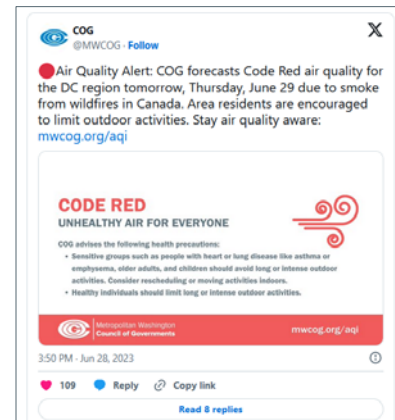 COG
@MWCOG · Follow
X
🔴Air Quality Alert: COG forecasts Code Red air quality for
the DC region tomorrow, Thursday, June 29 due to smoke
from wildfires in Canada. Area residents are encouraged
to limit outdoor activities. Stay air quality aware:
mwcog.org/aqi
CODE RED
UNHEALTHY AIR FOR EVERYONE
COG advises the following health precautions:
• Sensitive groups such as people with heart or lung disease like asthma or
emphysema, older adults, and children should avoid long or intense outdoor
activities. Consider rescheduling or moving activities indoors.
• Healthy individuals should limit long or intense outdoor activities.
Metropolitan Washington
Council of Governments
mwcog.org/aqi
3:50 PM · Jun 28, 2023
109 Reply Copy link
Read 8 replies